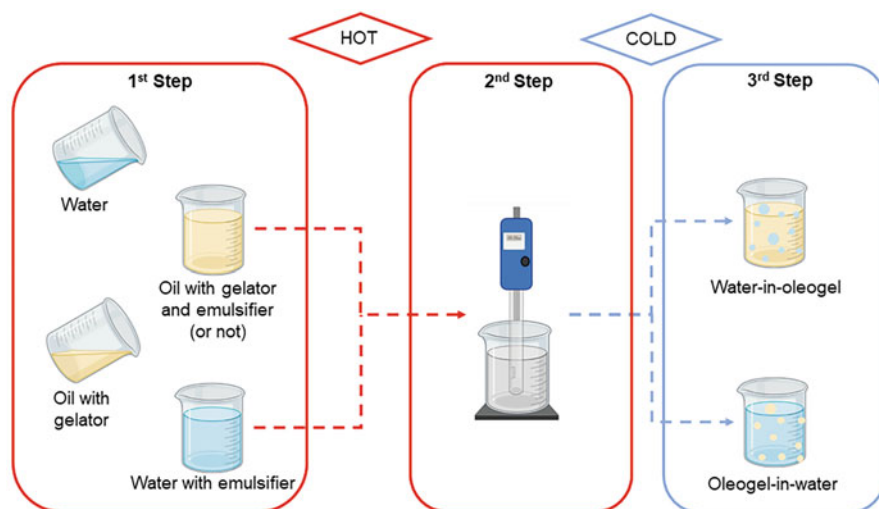 HOT
COLD
1st Step
2nd Step
3rd Step
Water
Oil with gelator
and emulsifier
(or not)
Oil with
gelator
Water with emulsifier
Water-in-oleogel
Oleogel-in-water